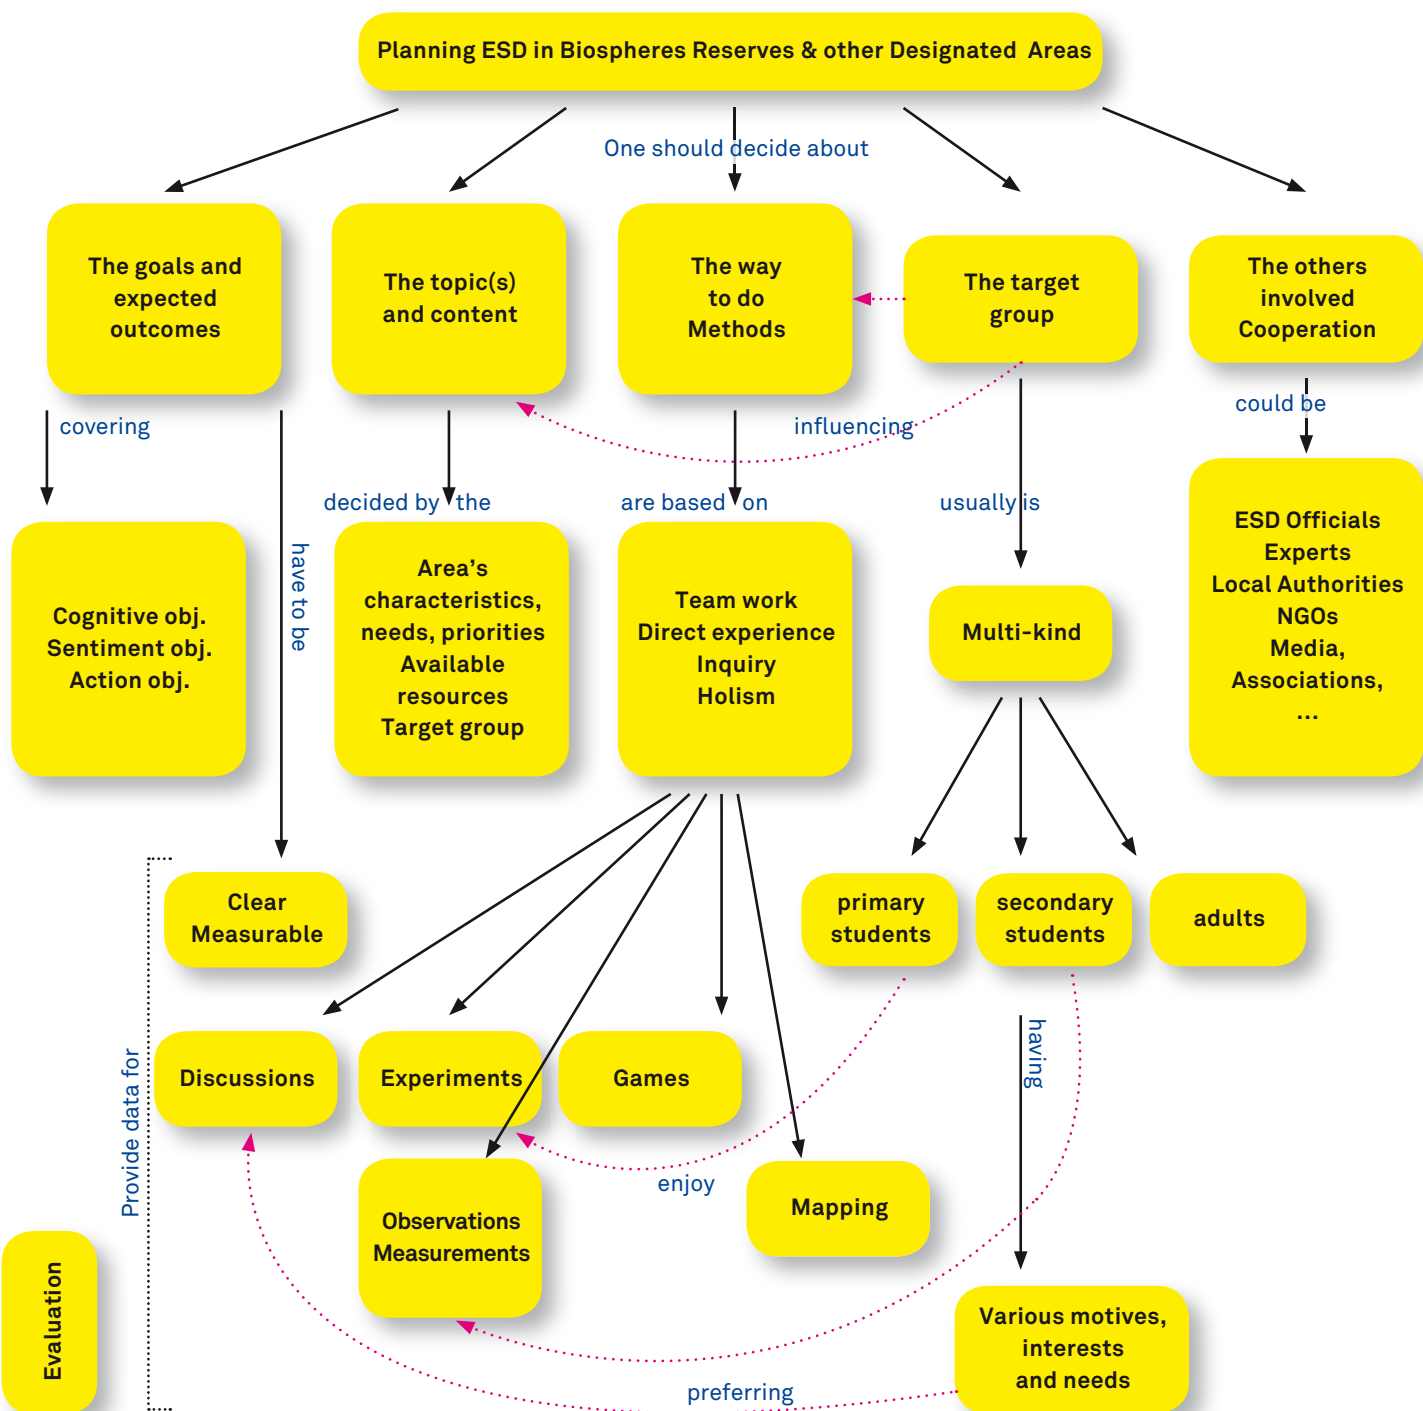 Planning ESD in Biospheres Reserves & other Designated Areas
One should decide about
The goals and
expected
outcomes
The topic(s)
and content
The way
to do
Methods
The target
group
The others
involved
Cooperation
covering
influencing
could be
have to be
decided by the
are based on
usually is
Cognitive obj.
Sentiment obj.
Action obj.
Area's
characteristics,
needs, priorities
Available
resources
Target group
Team work
Direct experience
Inquiry
Holism
Multi-kind
ESD Officials
Experts
Local Authorities
NGOs
Media,
Associations,
...
Clear
Measurable
primary
students
secondary
students
adults
having
Provide data for
Discussions
Experiments
Games
enjoy
Observations
Measurements
Mapping
Evaluation
Various motives,
interests
and needs
preferring